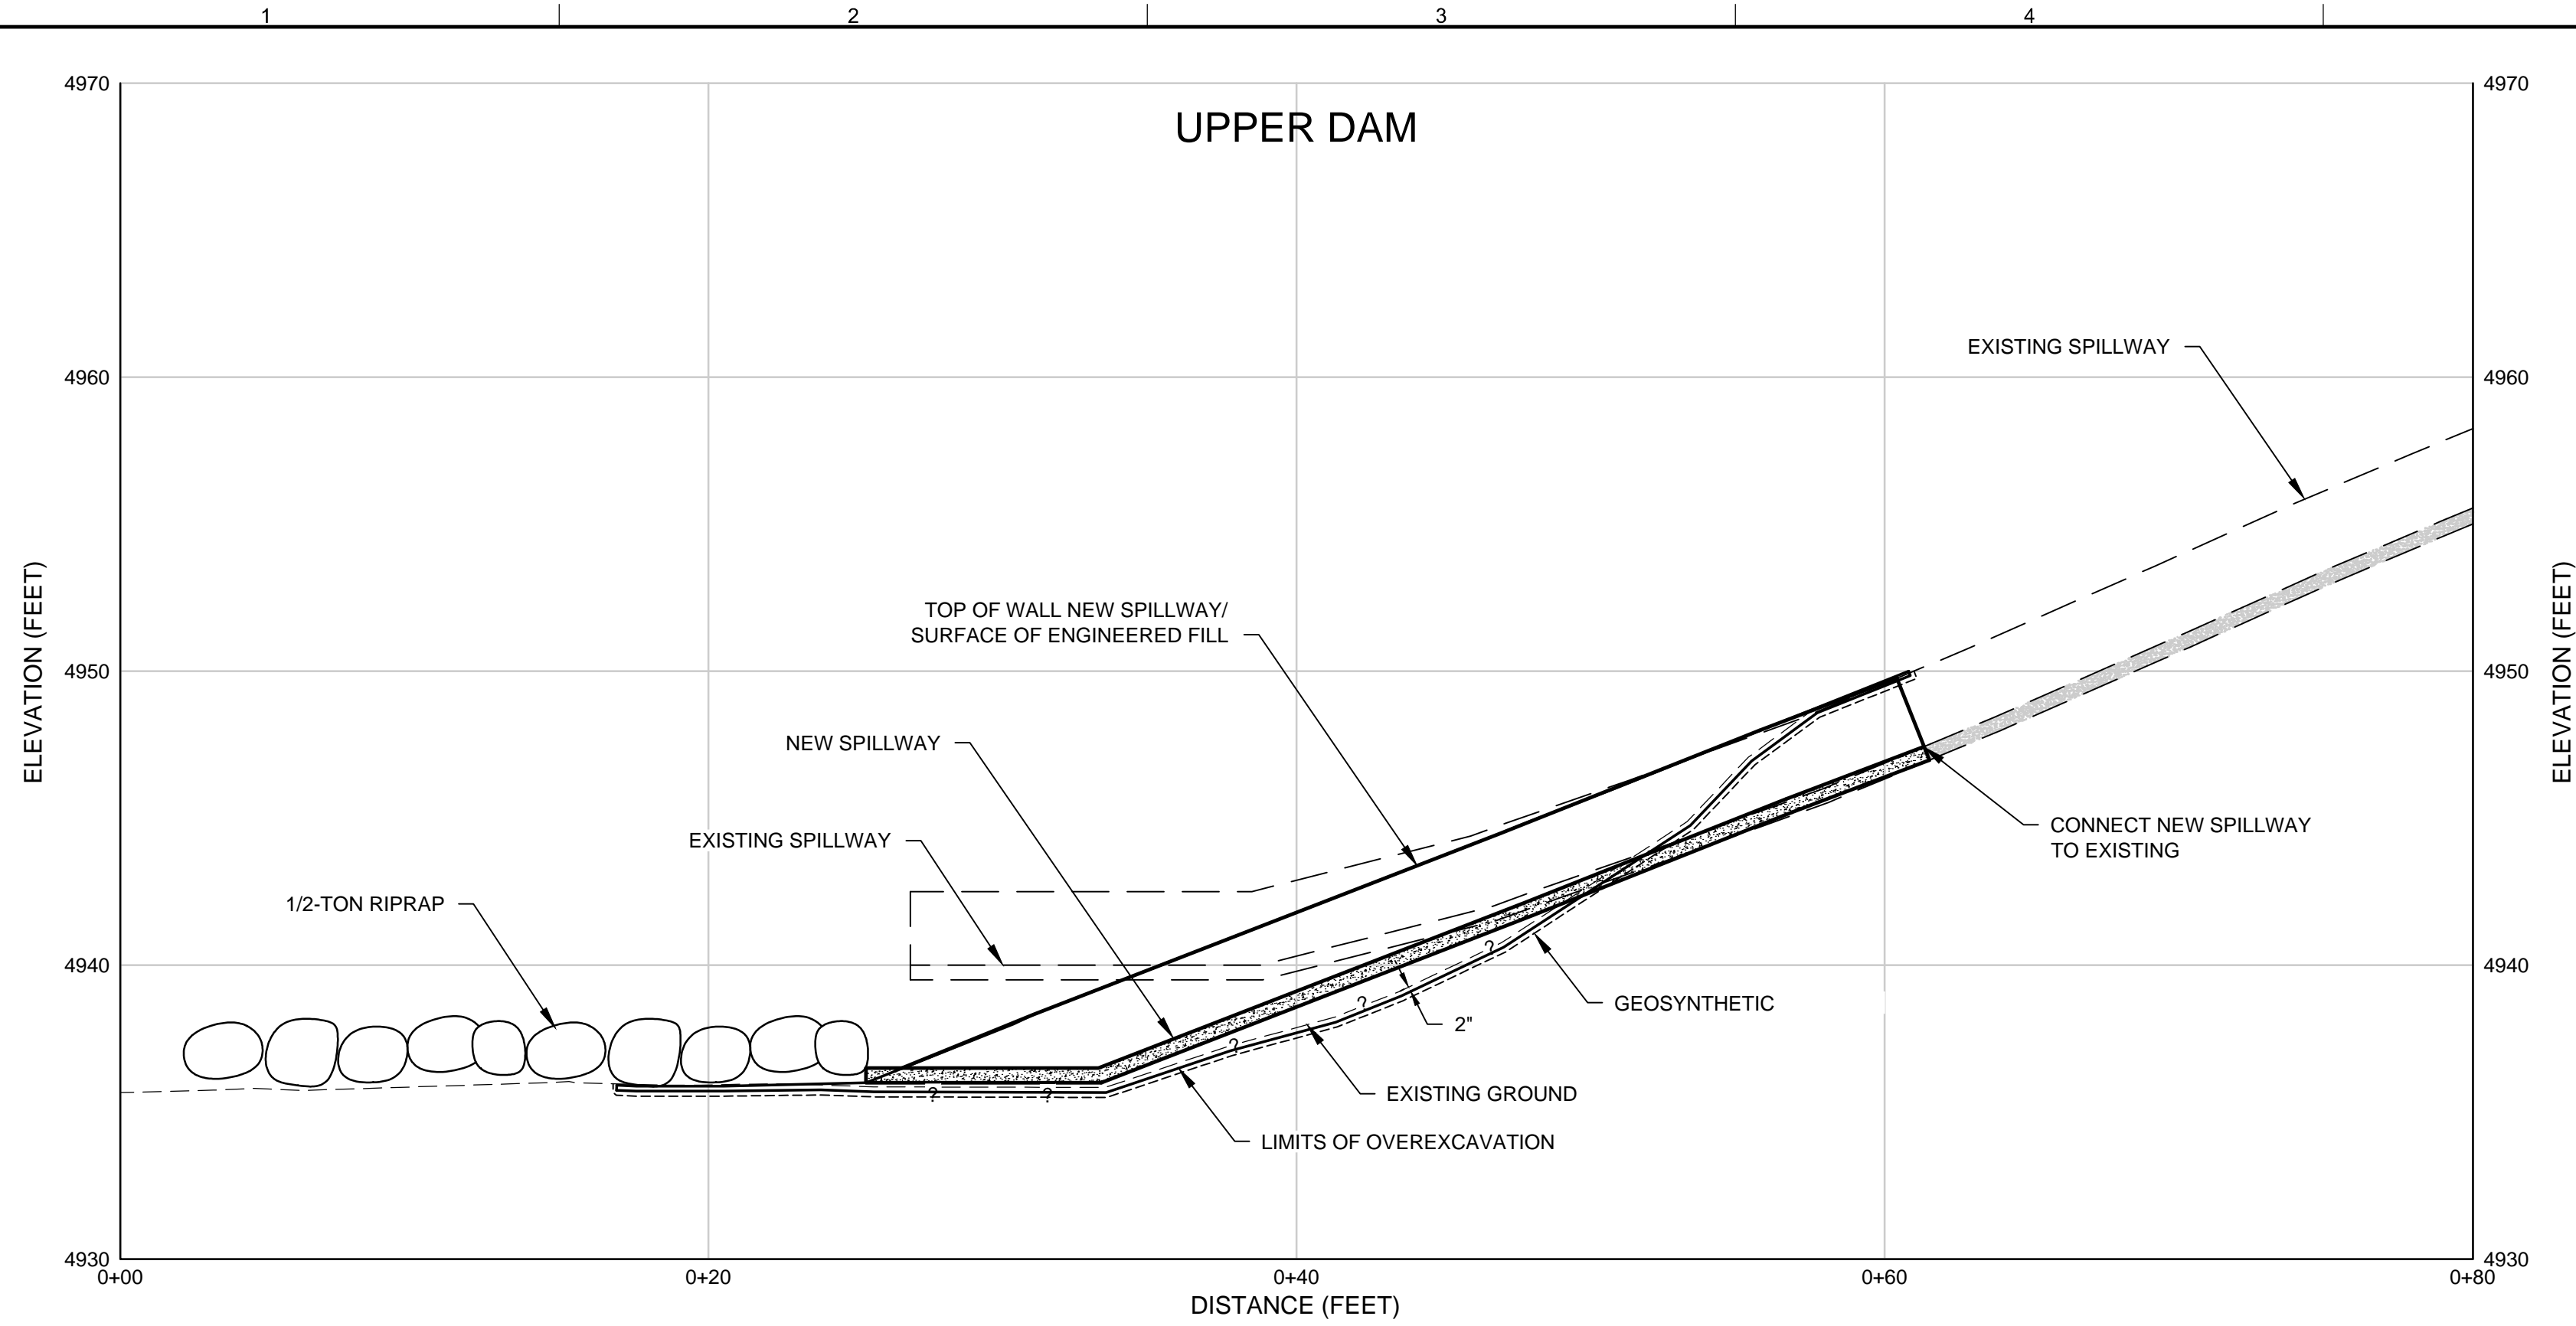 1 2 3 4
4970 4970
UPPER DAM
EXISTING SPILLWAY
4960 4960
TOP OF WALL NEW SPILLWAY/
SURFACE OF ENGINEERED FILL
ELEVATION (FEET)
ELEVATION (FEET)
4950 4950
NEW SPILLWAY
EXISTING SPILLWAY
CONNECT NEW SPILLWAY
TO EXISTING
1/2-TON RIPRAP
4940 4940
?
?
GEOSYNTHETIC
2"
?
? ?
EXISTING GROUND
LIMITS OF OVEREXCAVATION
4930 4930
0+00 0+20 0+40 0+60 0+80
DISTANCE (FEET)